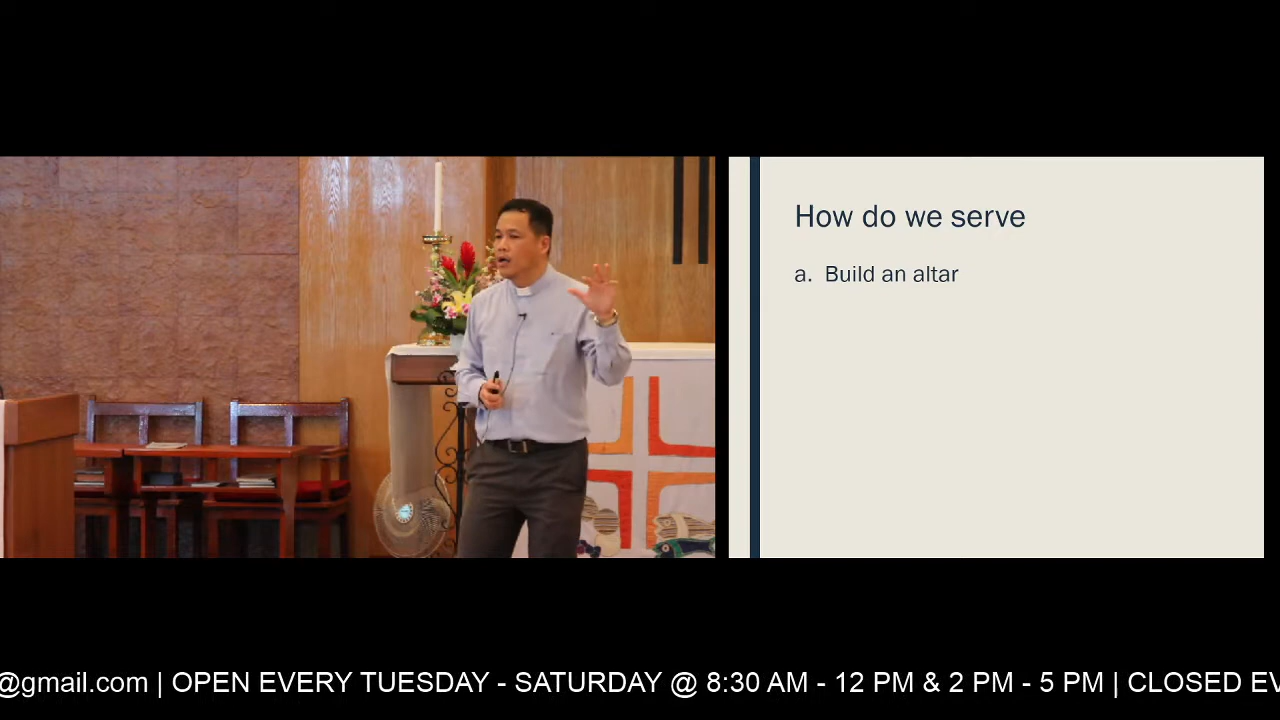 How do we serve
a. Build an altar
@gmail.com | OPEN EVERY TUESDAY - SATURDAY @ 8:30 AM - 12 PM & 2 PM - 5 PM | CLOSED EV